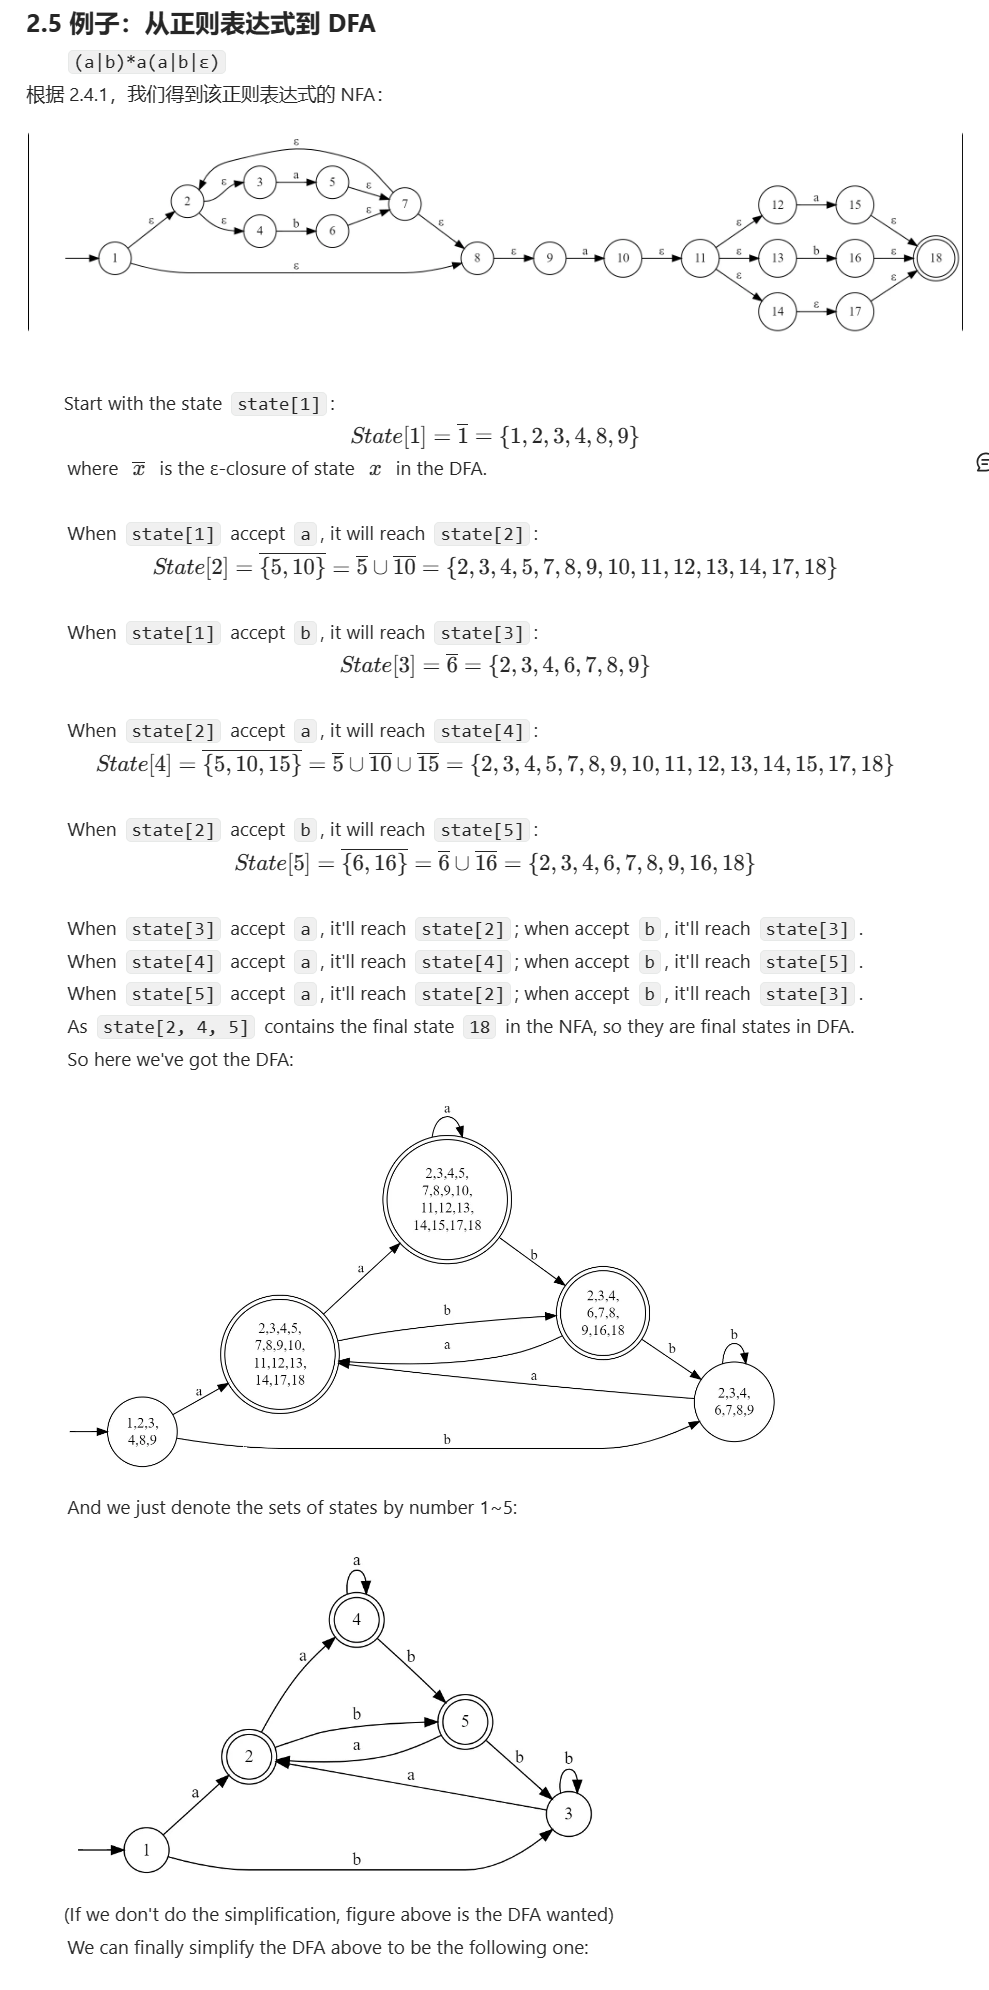 2.5 例子：从正则表达式到 DFA
(a|b)*a(a|b|ε)
根据 2.4.1，我们得到该正则表达式的 NFA：
ε
ε 3 a 5 ε
2 7
ε 4 b 6 ε
ε ε
1 8 ε 9 a 10 ε 11
ε
ε 12 a 15 ε
ε 13 b 16 ε 18
ε 14 ε 17 ε
Start with the state state[1] :
State[1] = 1̅ = {1, 2, 3, 4, 8, 9}
where x̅ is the ε-closure of state x in the DFA.
When state[1] accept a , it will reach state[2] :
State[2] = \overline{\{5, 10\}} = \overline{5} ∪ \overline{10} = {2, 3, 4, 5, 7, 8, 9, 10, 11, 12, 13, 14, 17, 18}
When state[1] accept b , it will reach state[3] :
State[3] = \overline{6} = {2, 3, 4, 6, 7, 8, 9}
When state[2] accept a , it will reach state[4] :
State[4] = \overline{\{5, 10, 15\}} = \overline{5} ∪ \overline{10} ∪ \overline{15} = {2, 3, 4, 5, 7, 8, 9, 10, 11, 12, 13, 14, 15, 17, 18}
When state[2] accept b , it will reach state[5] :
State[5] = \overline{\{6, 16\}} = \overline{6} ∪ \overline{16} = {2, 3, 4, 6, 7, 8, 9, 16, 18}
When state[3] accept a , it'll reach state[2] ; when accept b , it'll reach state[3] .
When state[4] accept a , it'll reach state[4] ; when accept b , it'll reach state[5] .
When state[5] accept a , it'll reach state[2] ; when accept b , it'll reach state[3] .
As state[2, 4, 5] contains the final state 18 in the NFA, so they are final states in DFA.
So here we've got the DFA:
a
2,3,4,5,
7,8,9,10,
11,12,13,
14,15,17,18
a
b
2,3,4,
6,7,8,
9,16,18
b
a
2,3,4,5,
7,8,9,10,
11,12,13,
14,17,18
b
b
a
2,3,4,
6,7,8,9
a
1,2,3,
4,8,9
b
And we just denote the sets of states by number 1~5:
a
4
a
b
b
5
a
2
b
b
a
a
3
1
b
(If we don't do the simplification, figure above is the DFA wanted)
We can finally simplify the DFA above to be the following one: